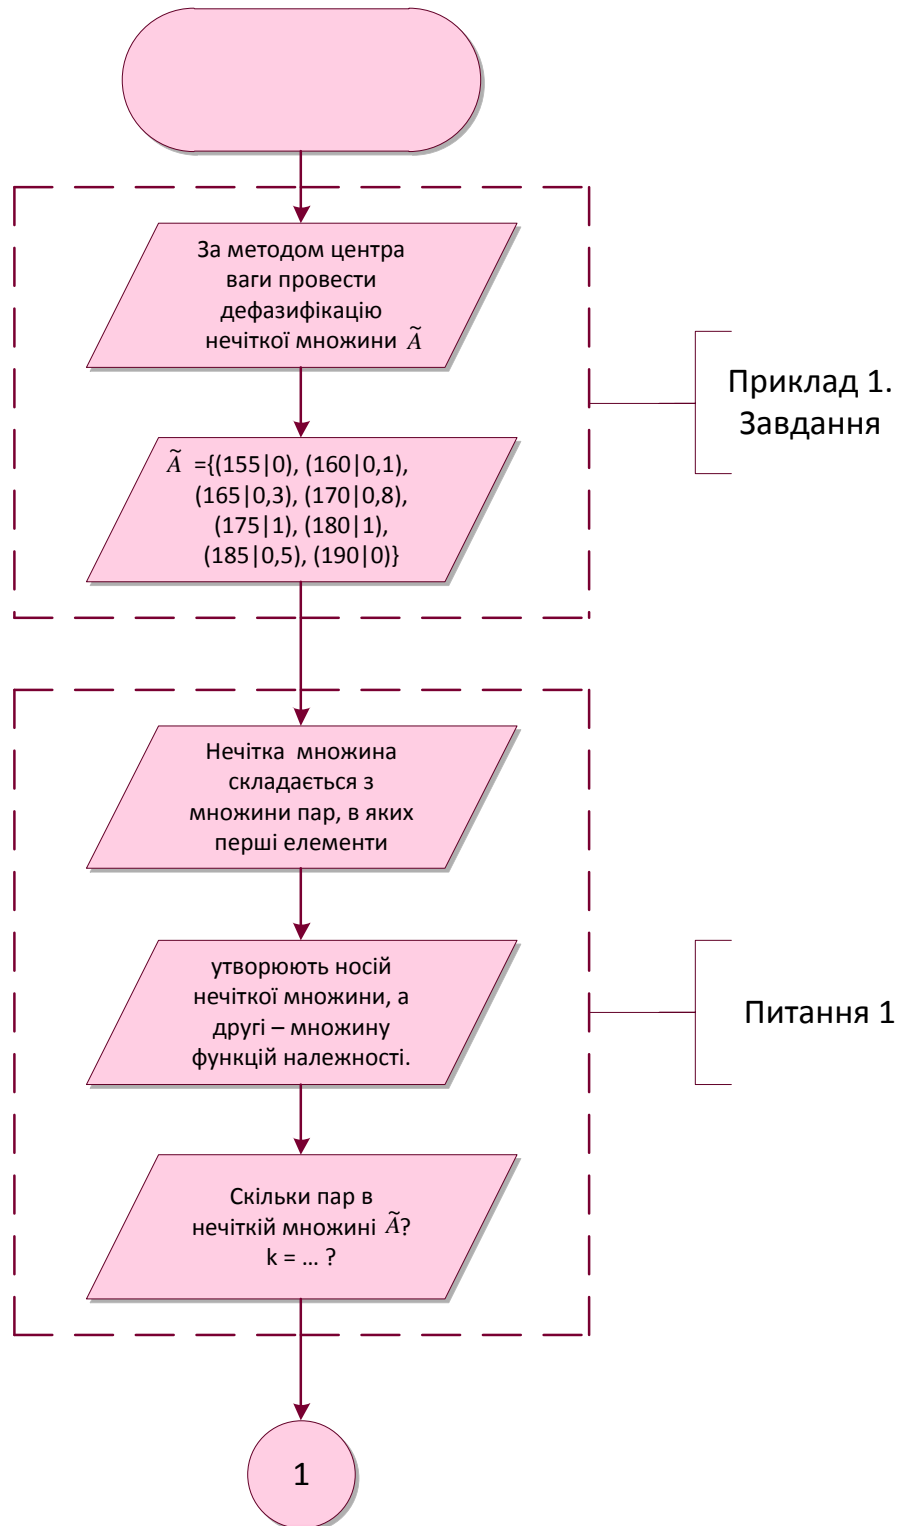 За методом центра
ваги провести
дефазифікацію
нечіткої множини Ã
Приклад 1.
Завдання
Ã ={(155|0), (160|0,1),
(165|0,3), (170|0,8),
(175|1), (180|1),
(185|0,5), (190|0)}
Нечітка множина
складається з
множини пар, в яких
перші елементи
утворюють носій
нечіткої множини, а
другі – множину
функцій належності.
Питання 1
Скільки пар в
нечіткій множині Ã?
k = ... ?
1